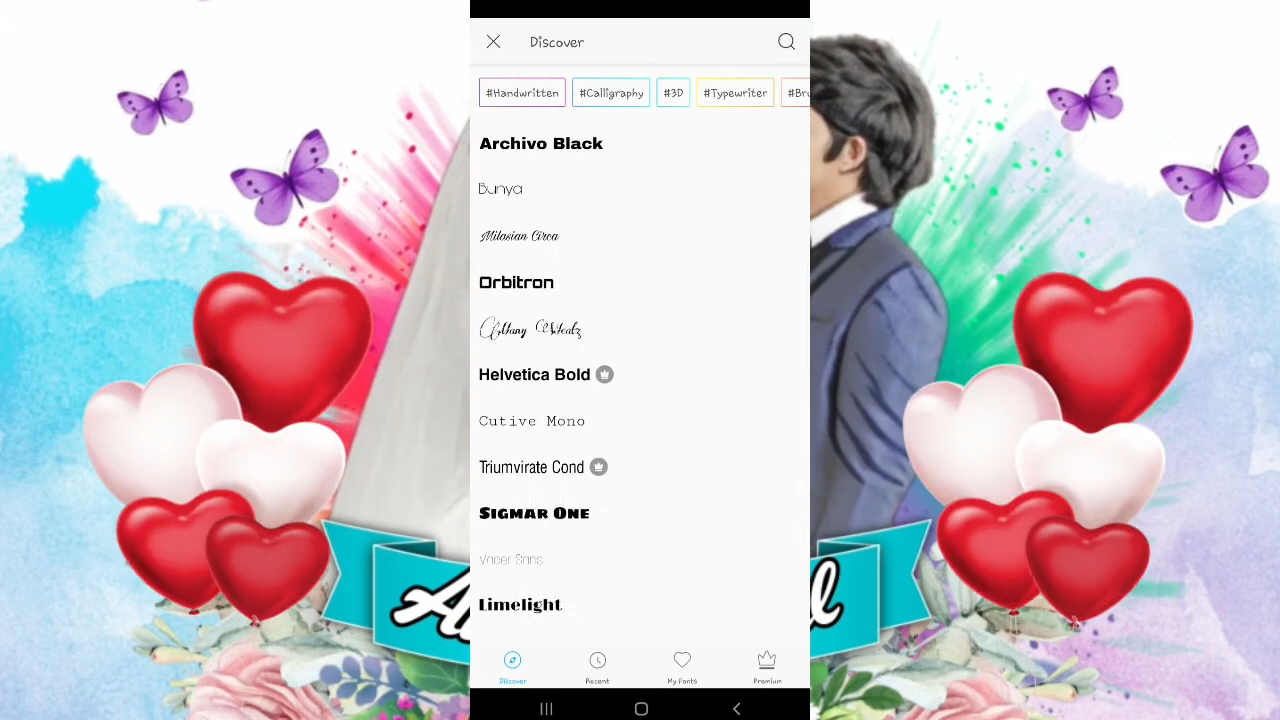 Discover
#Handwritten #Calligraphy #3D #Typewriter #Bru
Archivo Black
Bunya
Milasian Circa
Orbitron
Helvetica Bold
Cutive Mono
Triumvirate Cond
Sigmar One
Vacer Sans
Limelight
Discover Recent My Fonts Premium